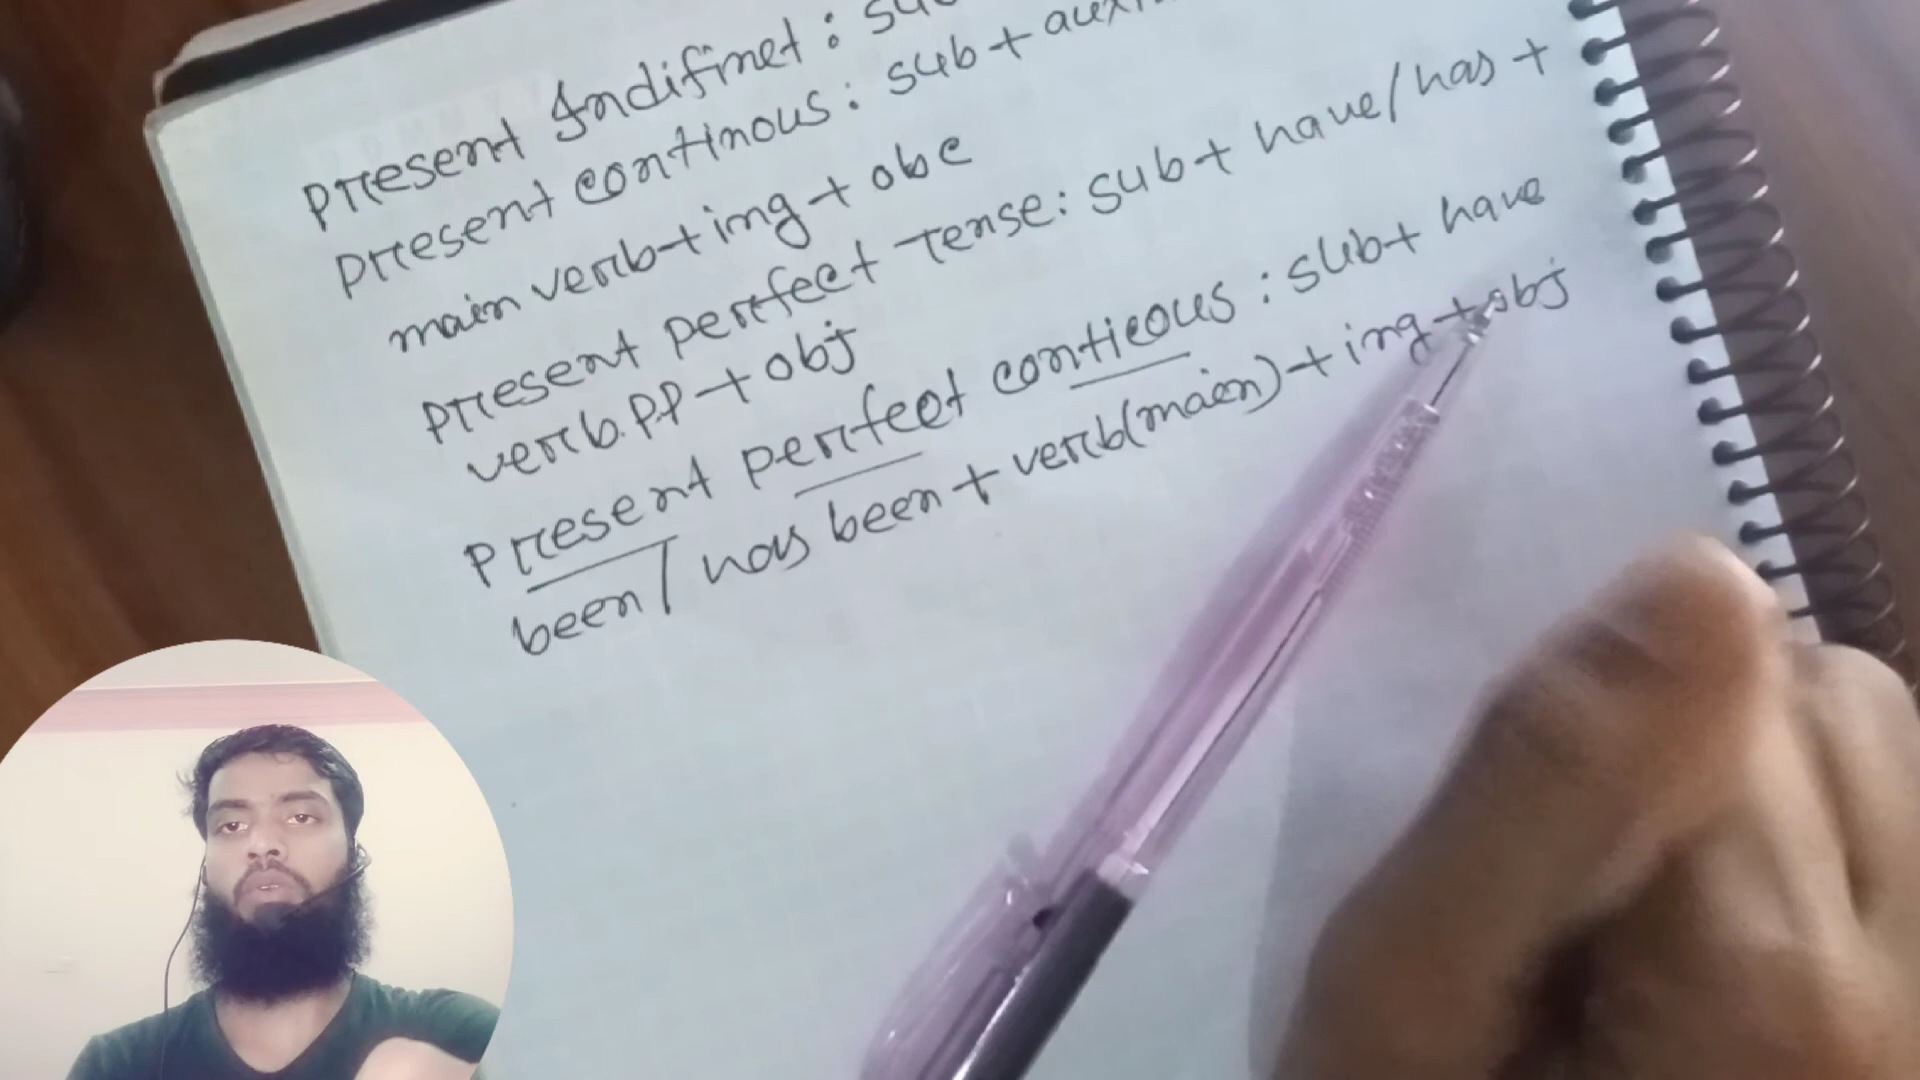 Present Indifinet : sub
Present continous : sub + auxi
main verb + ing + obe
Present perfect Tense : sub + have/has +
verb.P.P + obj
Present perfect contieous : sub + have
been / has been + verb(main) + ing + obj